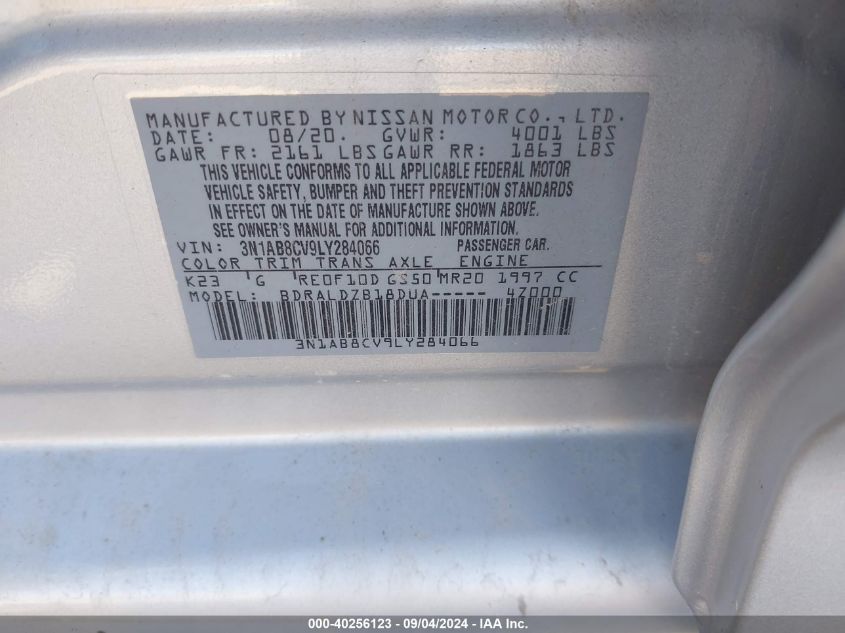 MANUFACTURED BY NISSAN MOTOR CO., LTD.
DATE: 08/20. GVWR: 4001 LBS
GAWR FR: 2161 LBS GAWR RR: 1863 LBS
THIS VEHICLE CONFORMS TO ALL APPLICABLE FEDERAL MOTOR
VEHICLE SAFETY, BUMPER AND THEFT PREVENTION STANDARDS
IN EFFECT ON THE DATE OF MANUFACTURE SHOWN ABOVE.
SEE OWNER'S MANUAL FOR ADDITIONAL INFORMATION.
VIN: 3N1AB8CV9LY284066 PASSENGER CAR.
COLOR TRIM TRANS AXLE ENGINE
K23 'G RE0F10D GS50 MR20 1997 CC
MODEL: BDRALDZB18DUA----- 4Z000
3N1AB8CV9LY284066
000-40256123 - 09/04/2024 - IAA Inc.